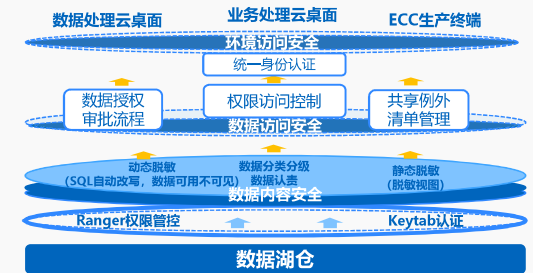 数据处理云桌面 业务处理云桌面 ECC生产终端
环境访问安全
统一身份认证
数据授权
审批流程
权限访问控制
共享例外
清单管理
数据访问安全
动态脱敏
(SQL自动改写，数据可用不可见)
数据分类分级
数据认责
静态脱敏
(脱敏视图)
数据内容安全
Ranger权限管控 Keytab认证
数据湖仓